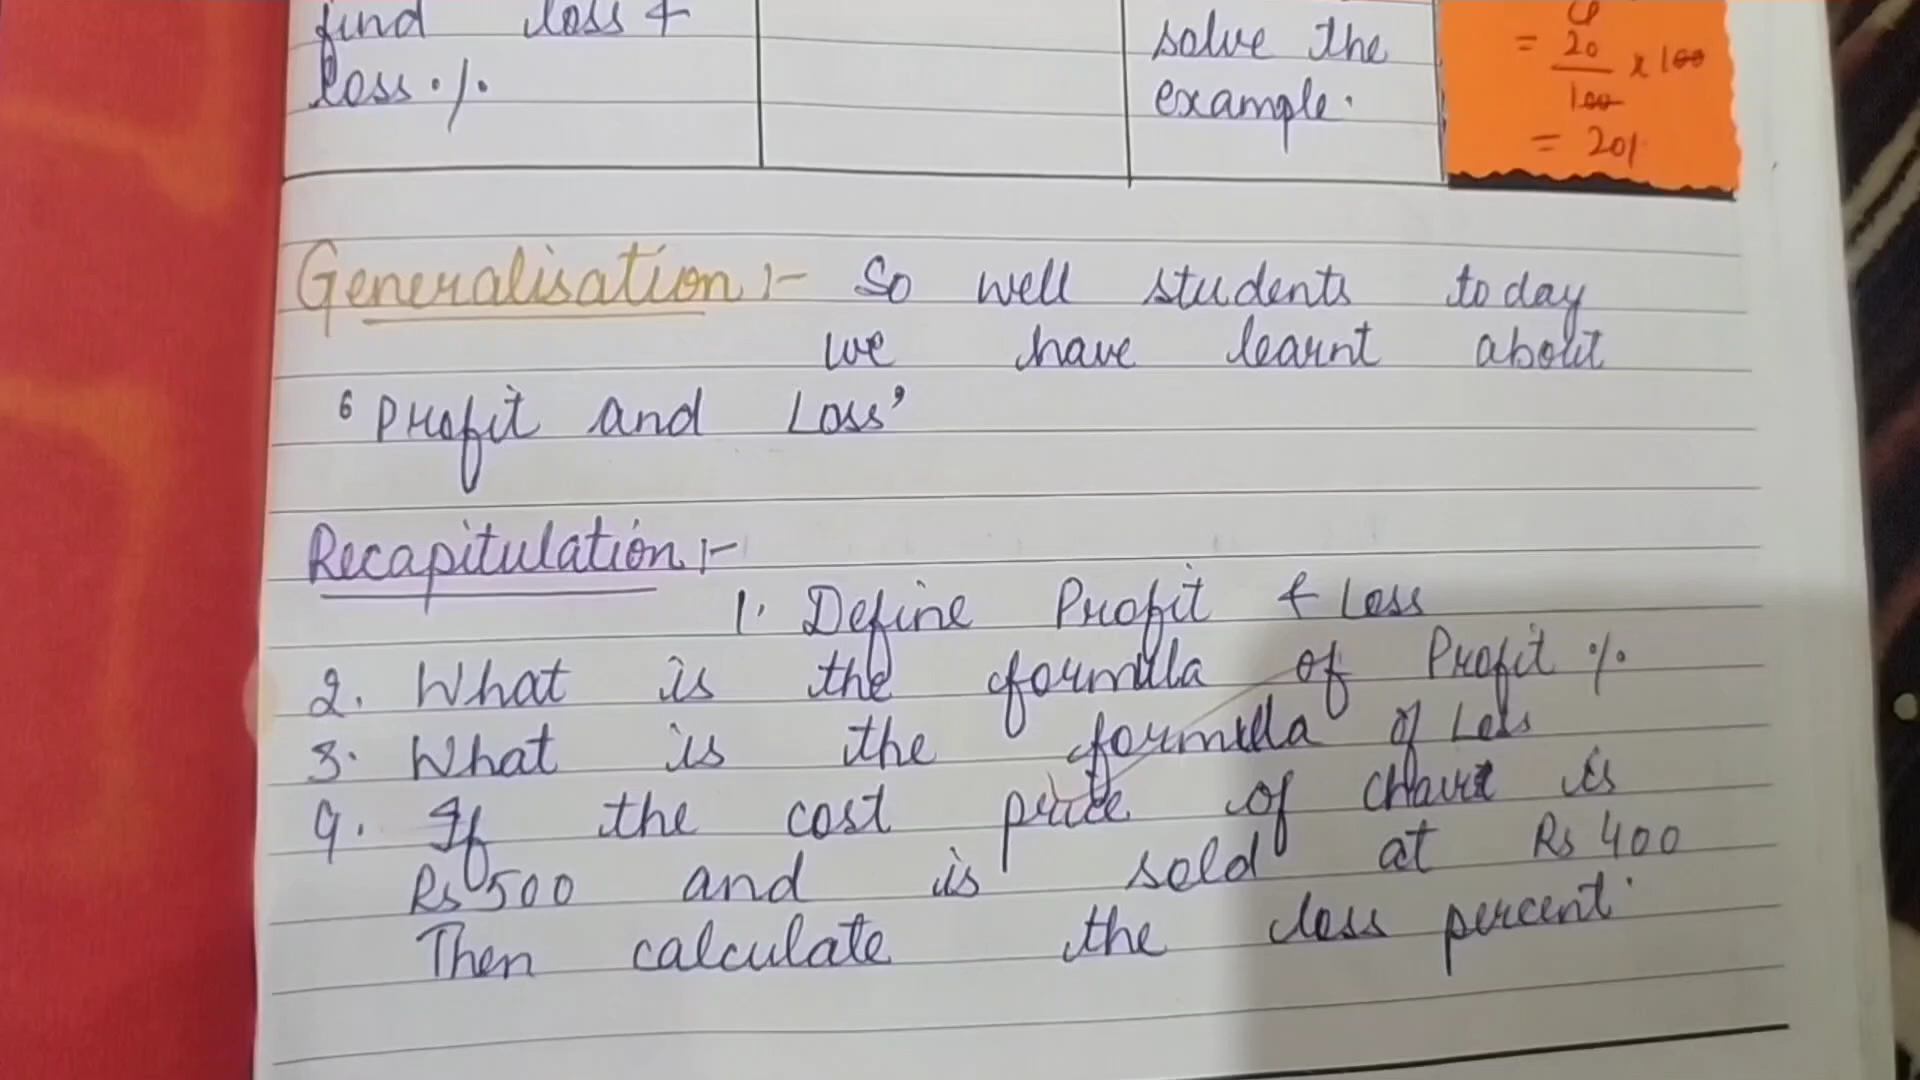 find loss &
loss %
solve the
example.
CP
= 20
x 100
100
= 20%
Generalisation :- So well students today
we have learnt about
'Profit and Loss'
Recapitulation :-
1. Define Profit & Loss
2. What is the formula of Profit %
3. What is the formula of Loss
4. If the cost price of chair is
Rs 500 and is sold at Rs 400
Then calculate the loss percent.